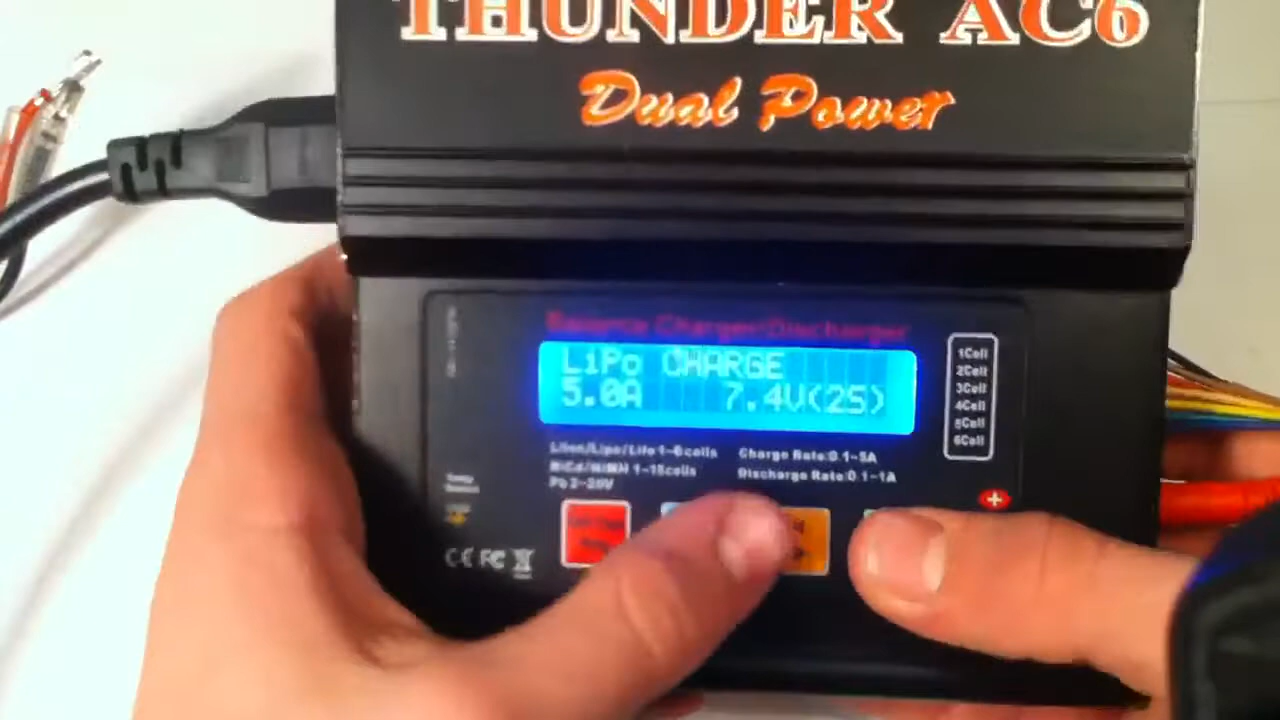 THUNDER AC6
Dual Power
Balance Charger/Discharger
LiPo CHARGE
5.0A 7.4V(2S)
1Cell
2Cell
3Cell
4Cell
5Cell
6Cell
LiIon/Lipo/Life 1~6cells
NiCd/NiMH 1~15cells
Pb 2~20V
Charge Rate:0.1~5A
Discharge Rate:0.1~1A
Temp
+
CE FC